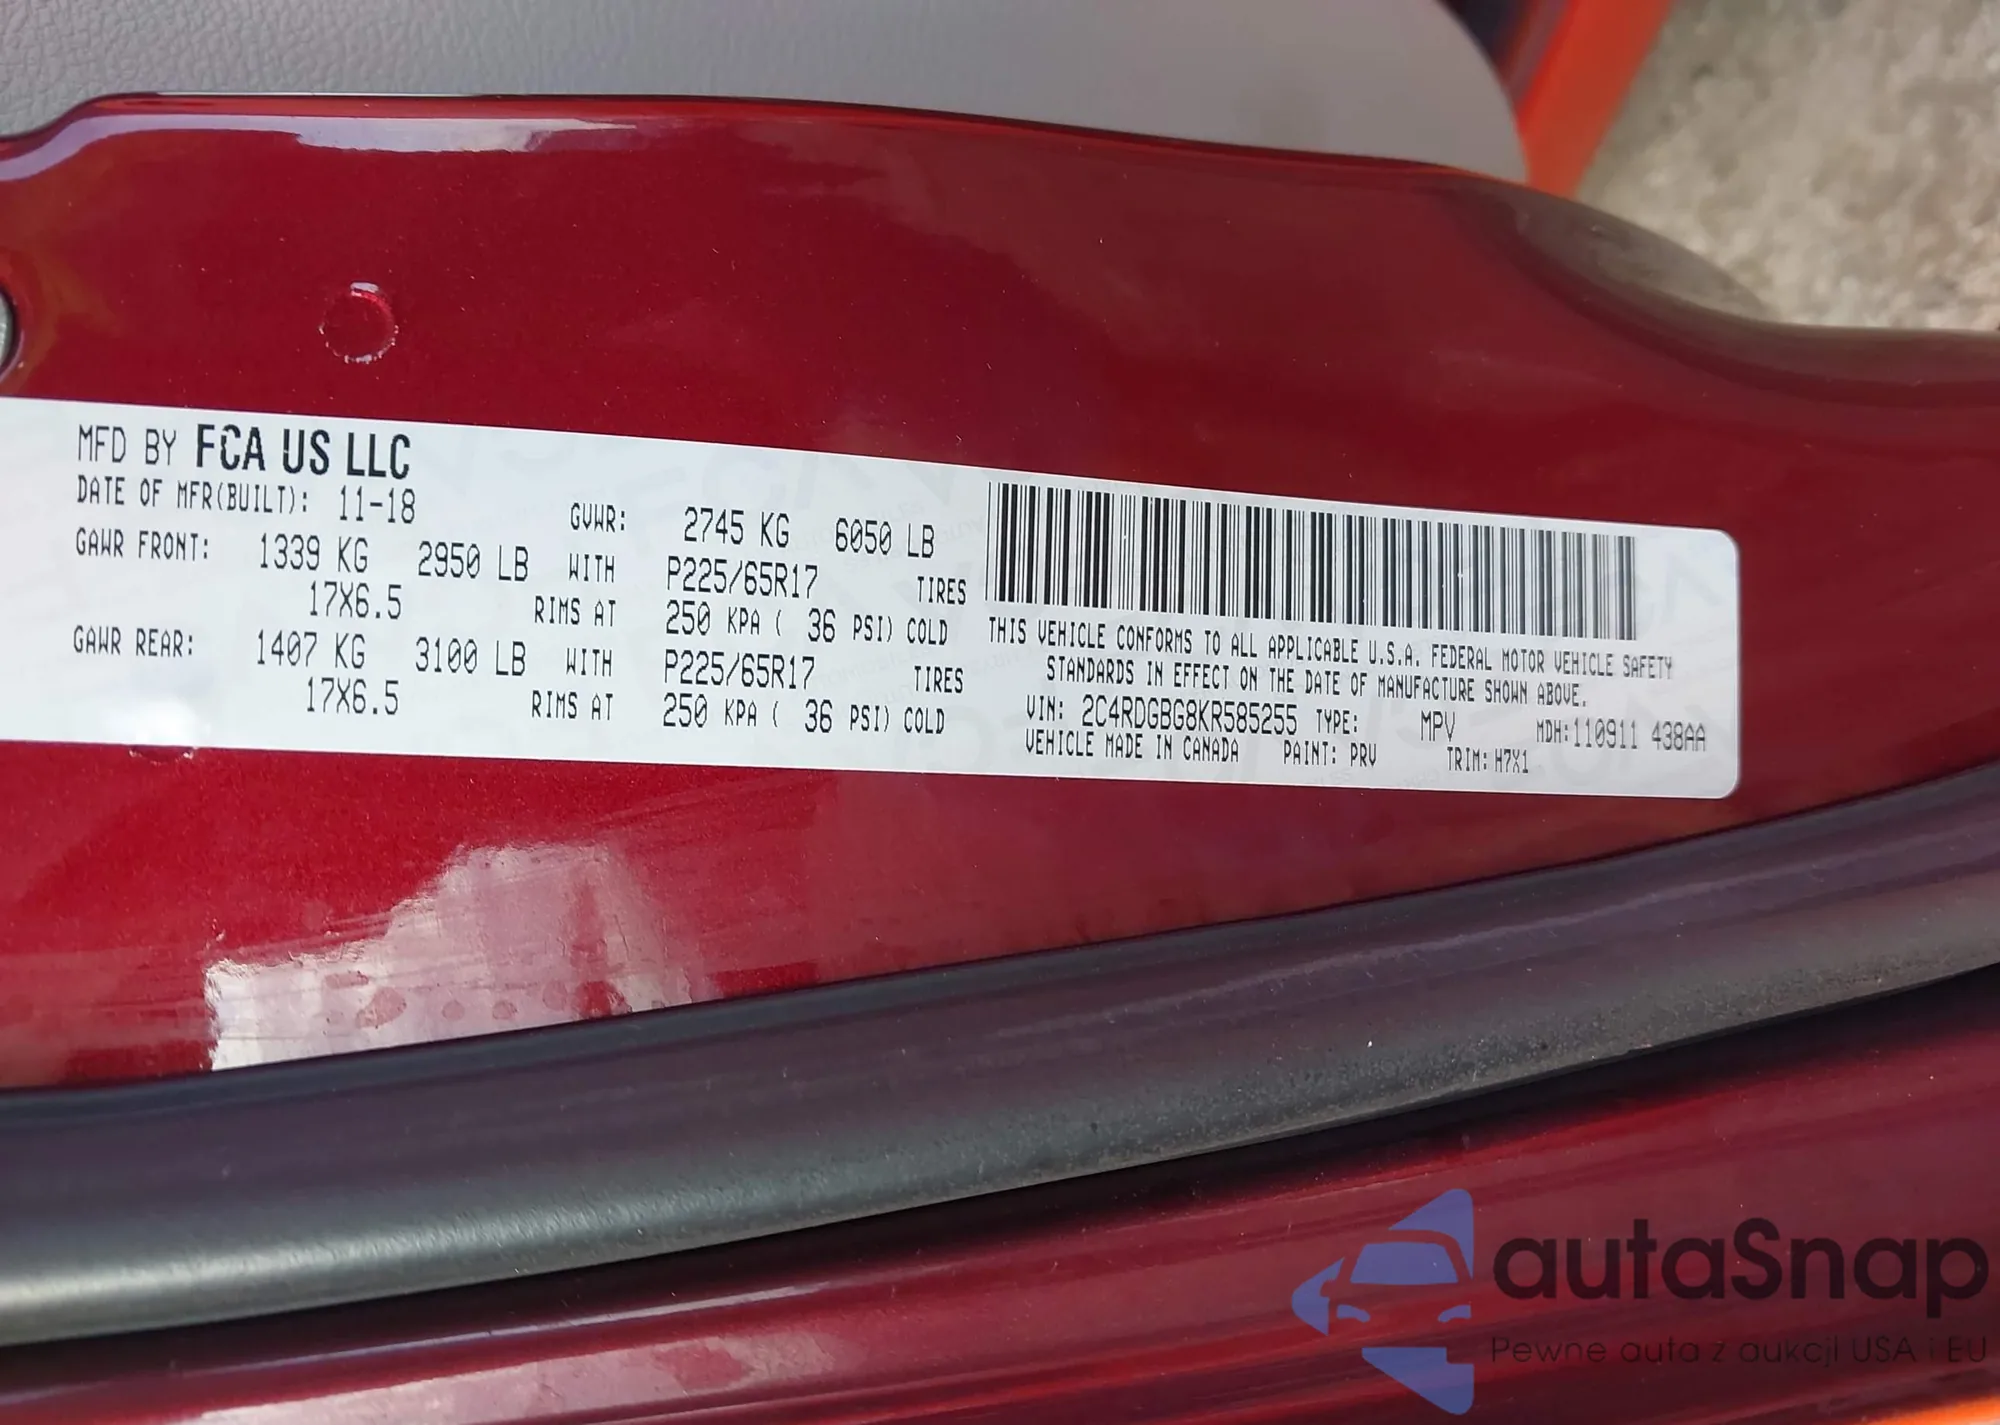 MFD BY FCA US LLC
DATE OF MFR(BUILT): 11-18 GVWR: 2745 KG 6050 LB
GAWR FRONT: 1339 KG 2950 LB WITH P225/65R17 TIRES
17X6.5 RIMS AT 250 KPA ( 36 PSI) COLD
GAWR REAR: 1407 KG 3100 LB WITH P225/65R17 TIRES
17X6.5 RIMS AT 250 KPA ( 36 PSI) COLD
THIS VEHICLE CONFORMS TO ALL APPLICABLE U.S.A. FEDERAL MOTOR VEHICLE SAFETY
STANDARDS IN EFFECT ON THE DATE OF MANUFACTURE SHOWN ABOVE.
VIN: 2C4RDGBG8KR585255 TYPE: MPV MDH:110911 438AA
VEHICLE MADE IN CANADA PAINT: PRV TRIM: H7X1
autaSnap
Pewne auta z aukcji USA i EU